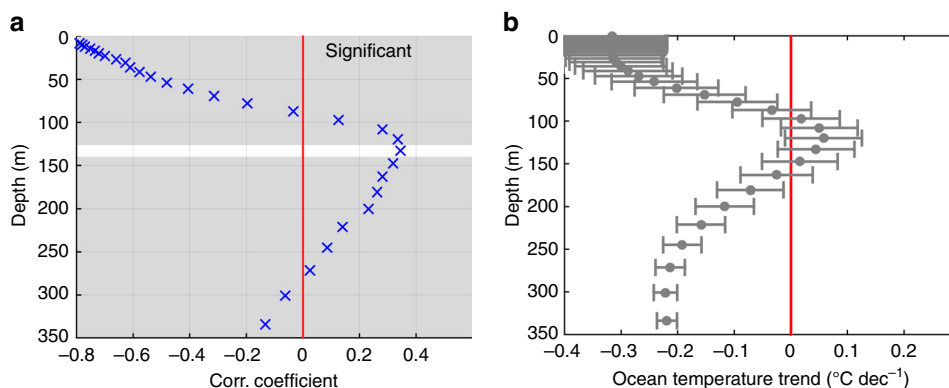 a
Significant
0
50
100
150
200
250
300
350
Depth (m)
−0.8 −0.6 −0.4 −0.2 0 0.2 0.4
Corr. coefficient
b
0
50
100
150
200
250
300
350
Depth (m)
−0.4 −0.3 −0.2 −0.1 0 0.1 0.2
Ocean temperature trend (°C dec⁻¹)